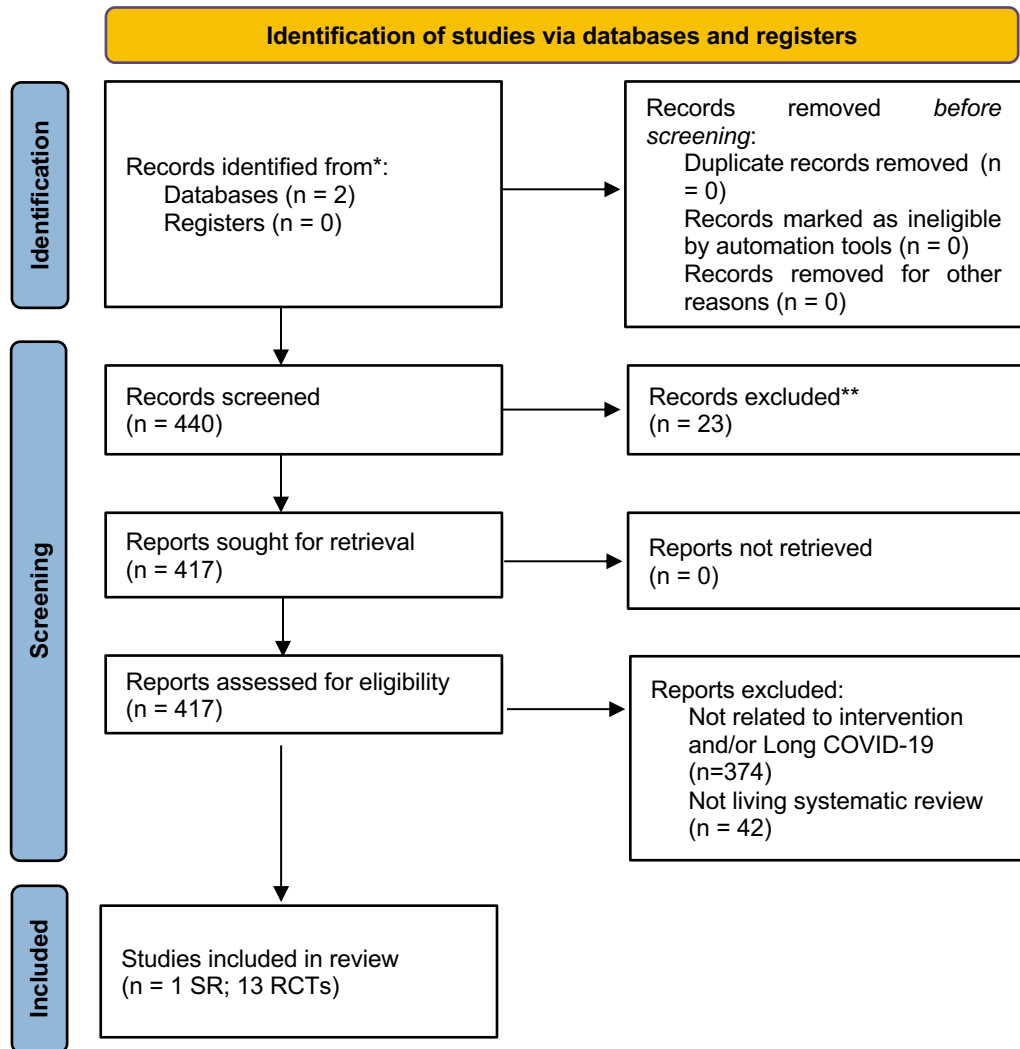 Identification of studies via databases and registers
Identification
Records identified from*:
Databases (n = 2)
Registers (n = 0)
Records removed before
screening:
Duplicate records removed (n
= 0)
Records marked as ineligible
by automation tools (n = 0)
Records removed for other
reasons (n = 0)
Screening
Records screened
(n = 440)
Records excluded**
(n = 23)
Reports sought for retrieval
(n = 417)
Reports not retrieved
(n = 0)
Reports assessed for eligibility
(n = 417)
Reports excluded:
Not related to intervention
and/or Long COVID-19
(n=374)
Not living systematic review
(n = 42)
Included
Studies included in review
(n = 1 SR; 13 RCTs)